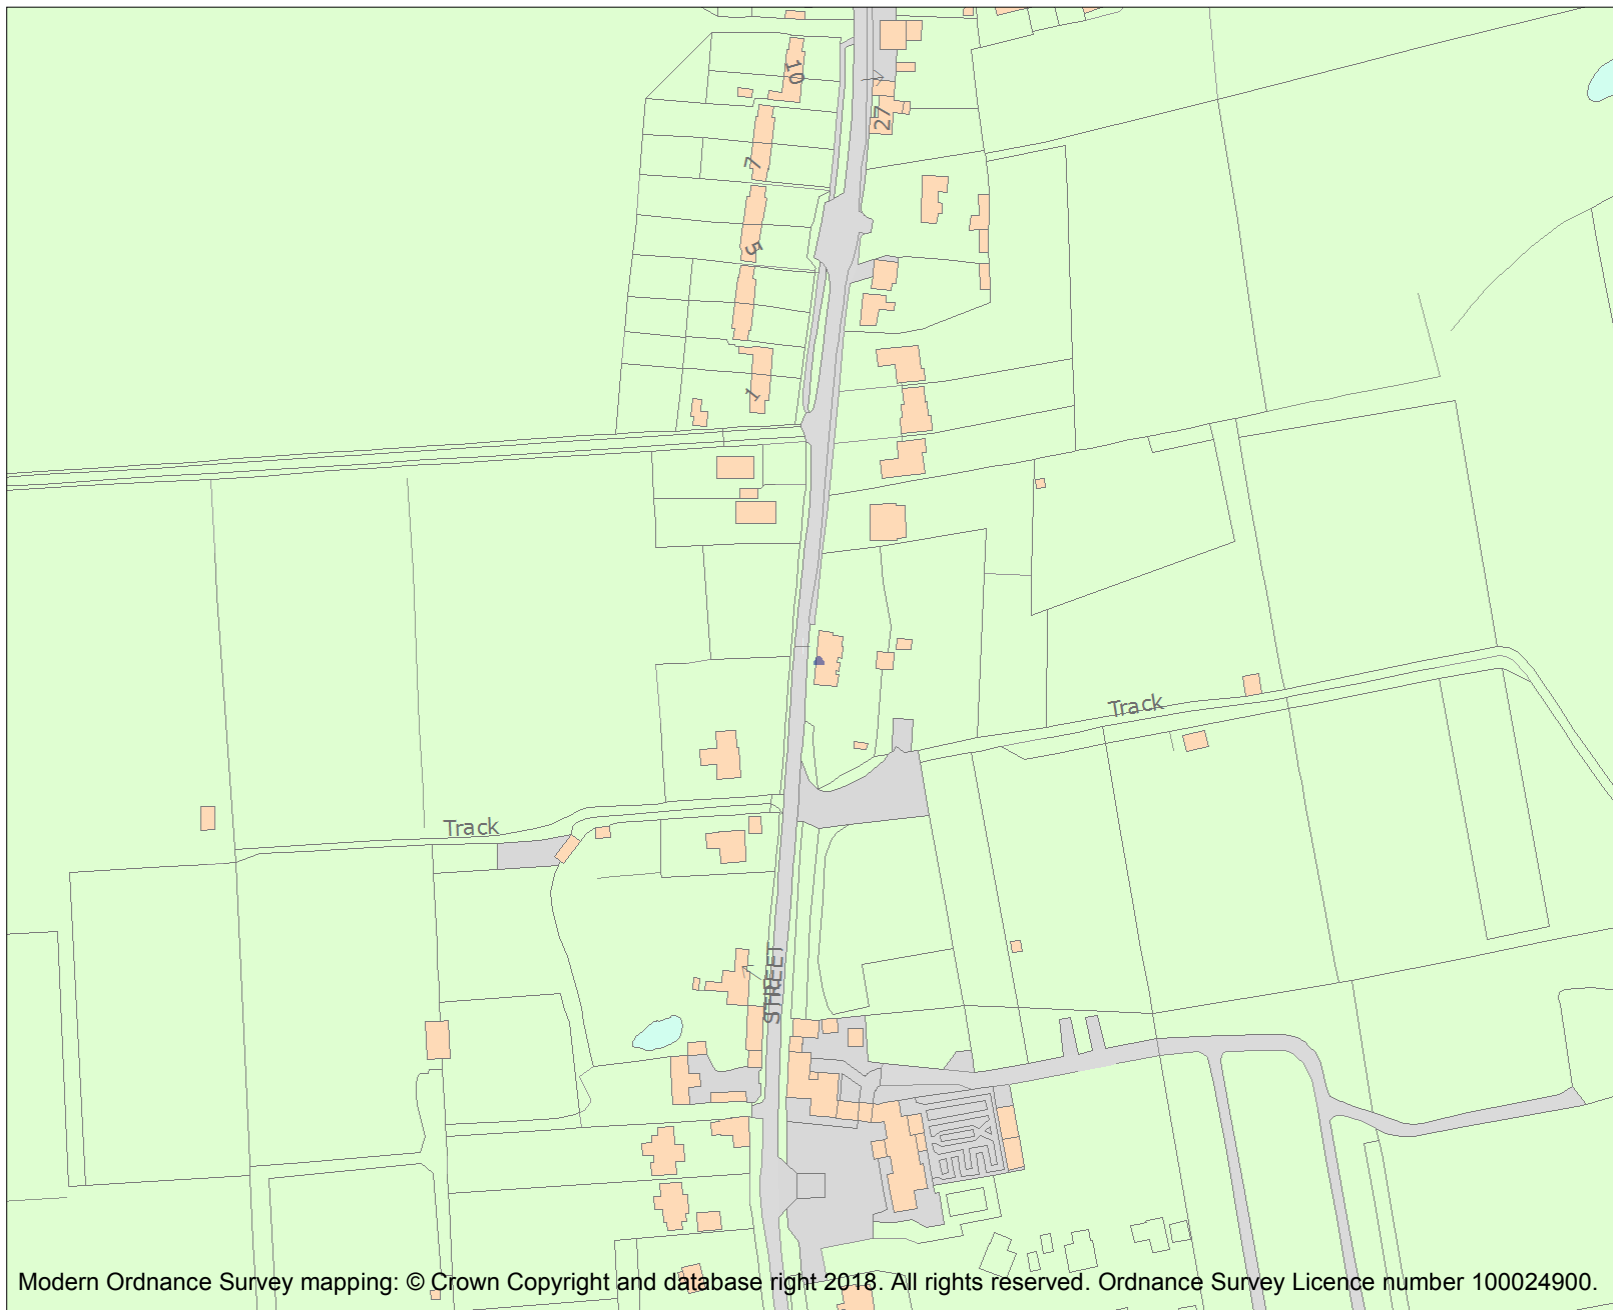 10
27
7
5
1
Track
Track
STREET
Modern Ordnance Survey mapping: © Crown Copyright and database right 2018. All rights reserved. Ordnance Survey Licence number 100024900.